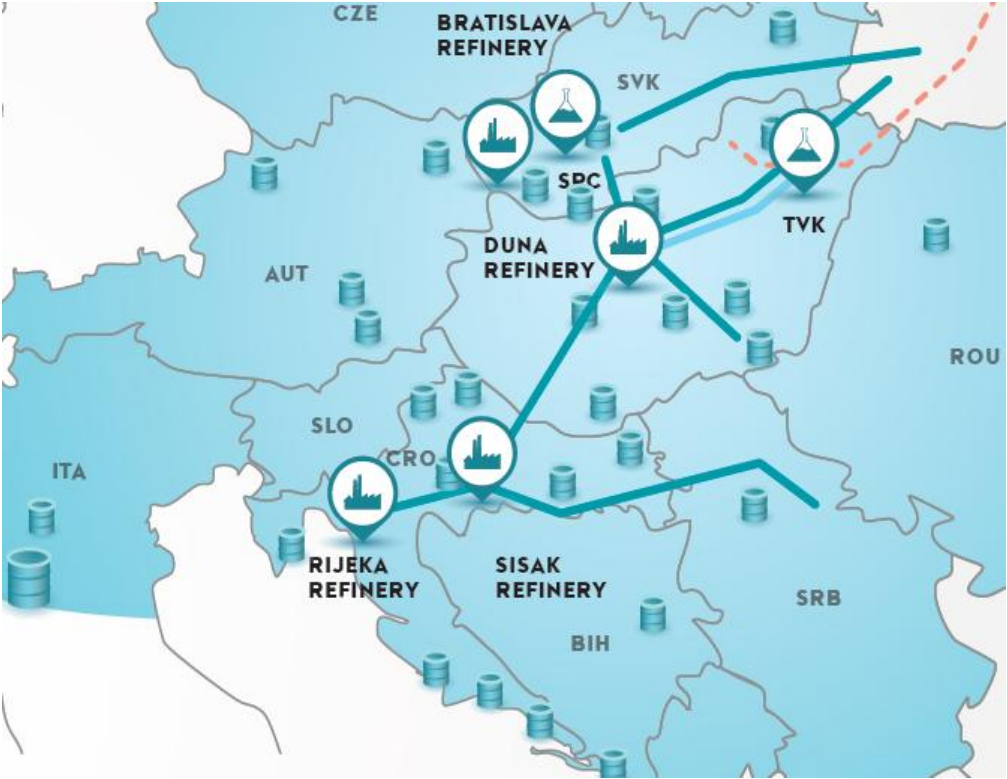 CZE
BRATISLAVA
REFINERY
SVK
SPC
TVK
DUNA
REFINERY
AUT
ROU
SLO
CRO
ITA
RIJEKA
REFINERY
SISAK
REFINERY
SRB
BIH